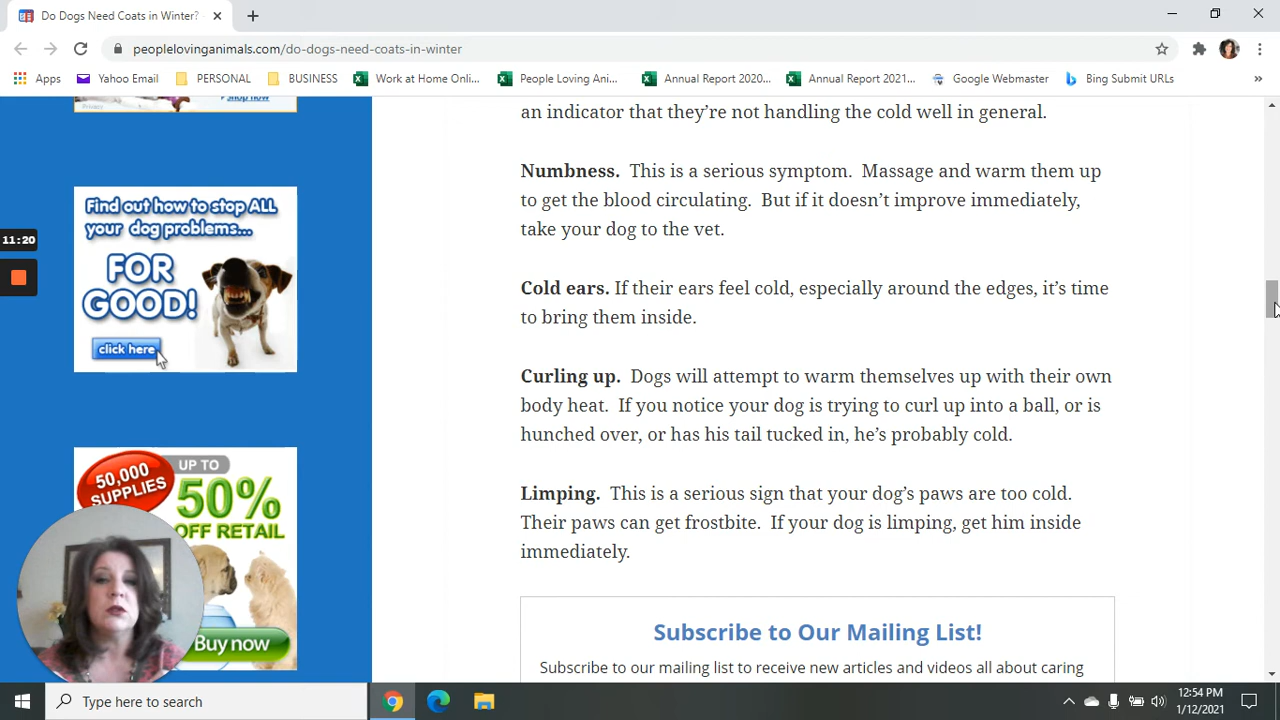 Do Dogs Need Coats in Winter?
peoplelovinganimals.com/do-dogs-need-coats-in-winter
Apps
Yahoo Email
PERSONAL
BUSINESS
Work at Home Onli...
People Loving Ani...
Annual Report 2020...
Annual Report 2021...
Google Webmaster
Bing Submit URLs
»
Privacy
shop now
an indicator that they're not handling the cold well in general.
Numbness. This is a serious symptom. Massage and warm them up
to get the blood circulating. But if it doesn't improve immediately,
take your dog to the vet.
Cold ears. If their ears feel cold, especially around the edges, it's time
to bring them inside.
Curling up. Dogs will attempt to warm themselves up with their own
body heat. If you notice your dog is trying to curl up into a ball, or is
hunched over, or has his tail tucked in, he's probably cold.
Limping. This is a serious sign that your dog's paws are too cold.
Their paws can get frostbite. If your dog is limping, get him inside
immediately.
Subscribe to Our Mailing List!
Subscribe to our mailing list to receive new articles and videos all about caring
Find out how to stop ALL
your dog problems...
FOR
GOOD!
click here
11:20
50,000
SUPPLIES
UP TO
50%
OFF RETAIL
Buy now
Type here to search
12:54 PM
1/12/2021